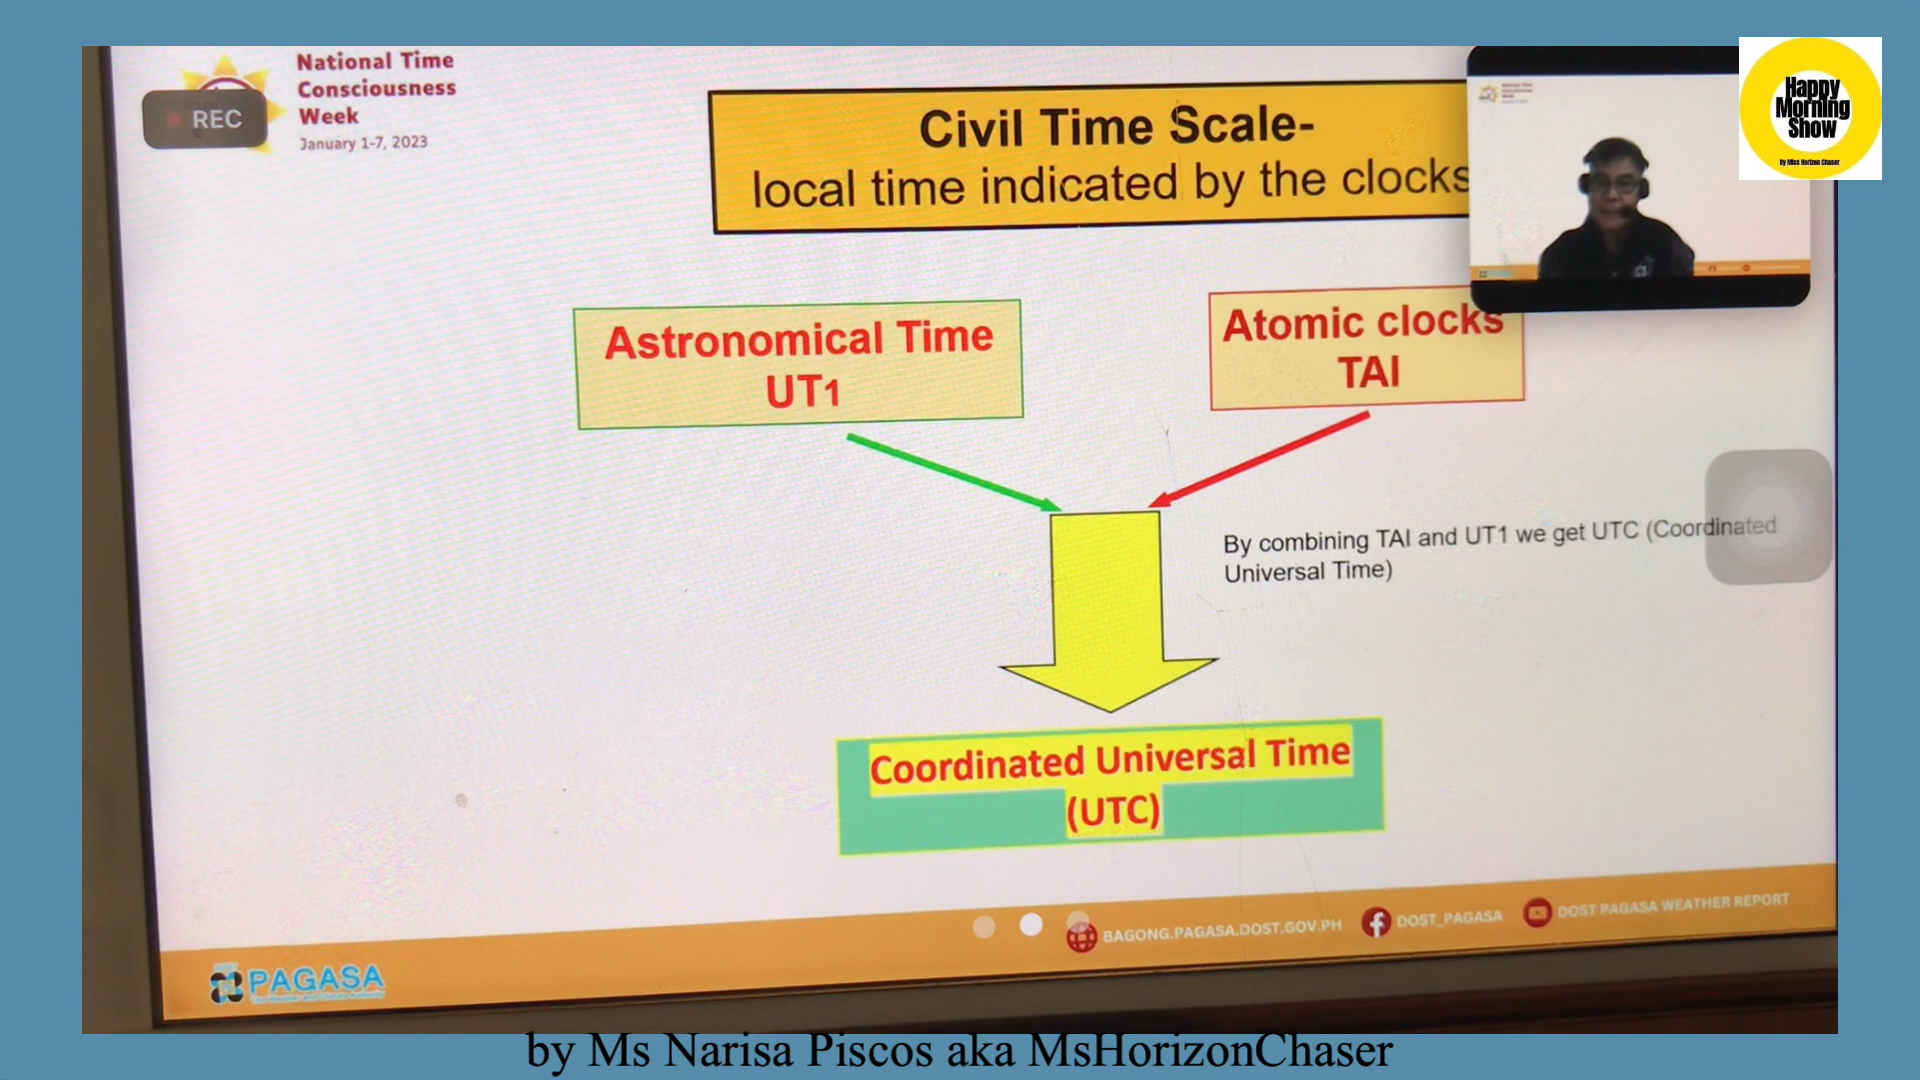 National Time
Consciousness
Week
January 1-7, 2023
REC
Civil Time Scale-
local time indicated by the clocks
Happy
Morning
Show
By Miss Horizon Chaser
Astronomical Time
UT1
Atomic clocks
TAI
By combining TAI and UT1 we get UTC (Coordinated
Universal Time)
Coordinated Universal Time
(UTC)
PAGASA
BAGONG.PAGASA.DOST.GOV.PH
DOST_PAGASA
DOST PAGASA WEATHER REPORT
by Ms Narisa Piscos aka MsHorizonChaser